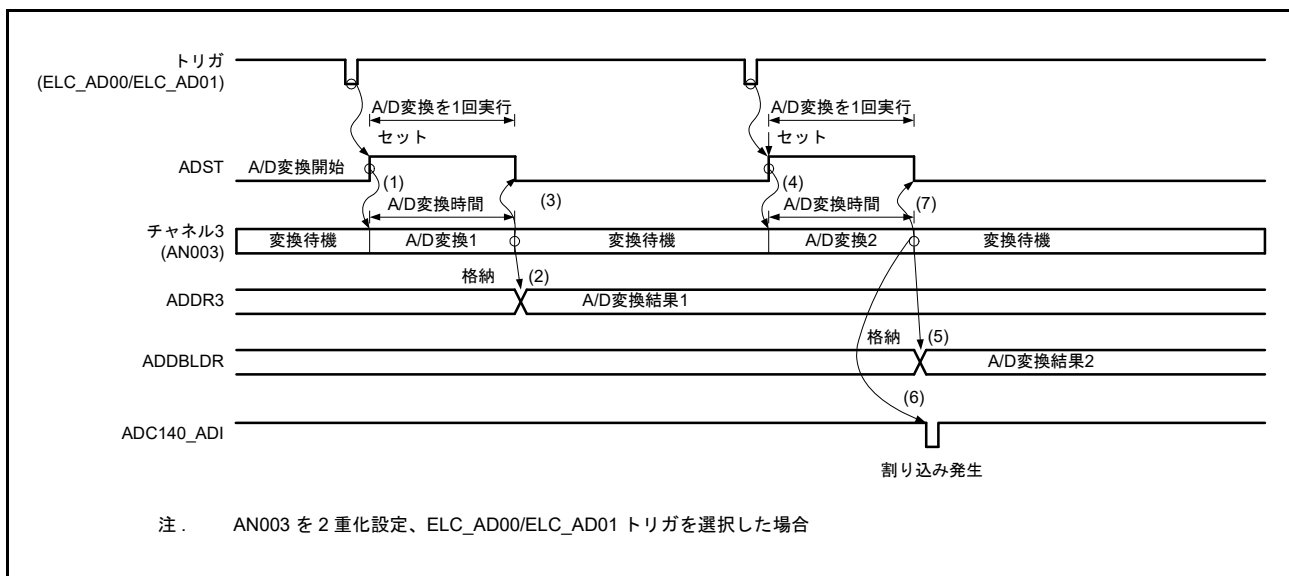 トリガ
(ELC_AD00/ELC_AD01)
A/D変換を1回実行
A/D変換を1回実行
セット
セット
ADST
A/D変換開始
(1)
(3)
(4)
(7)
A/D変換時間
A/D変換時間
チャネル3
(AN003)
変換待機
A/D変換1
変換待機
A/D変換2
変換待機
格納
(2)
ADDR3
A/D変換結果1
格納
(5)
ADDBLDR
A/D変換結果2
(6)
ADC140_ADI
割り込み発生
注. AN003 を 2 重化設定、ELC_AD00/ELC_AD01 トリガを選択した場合